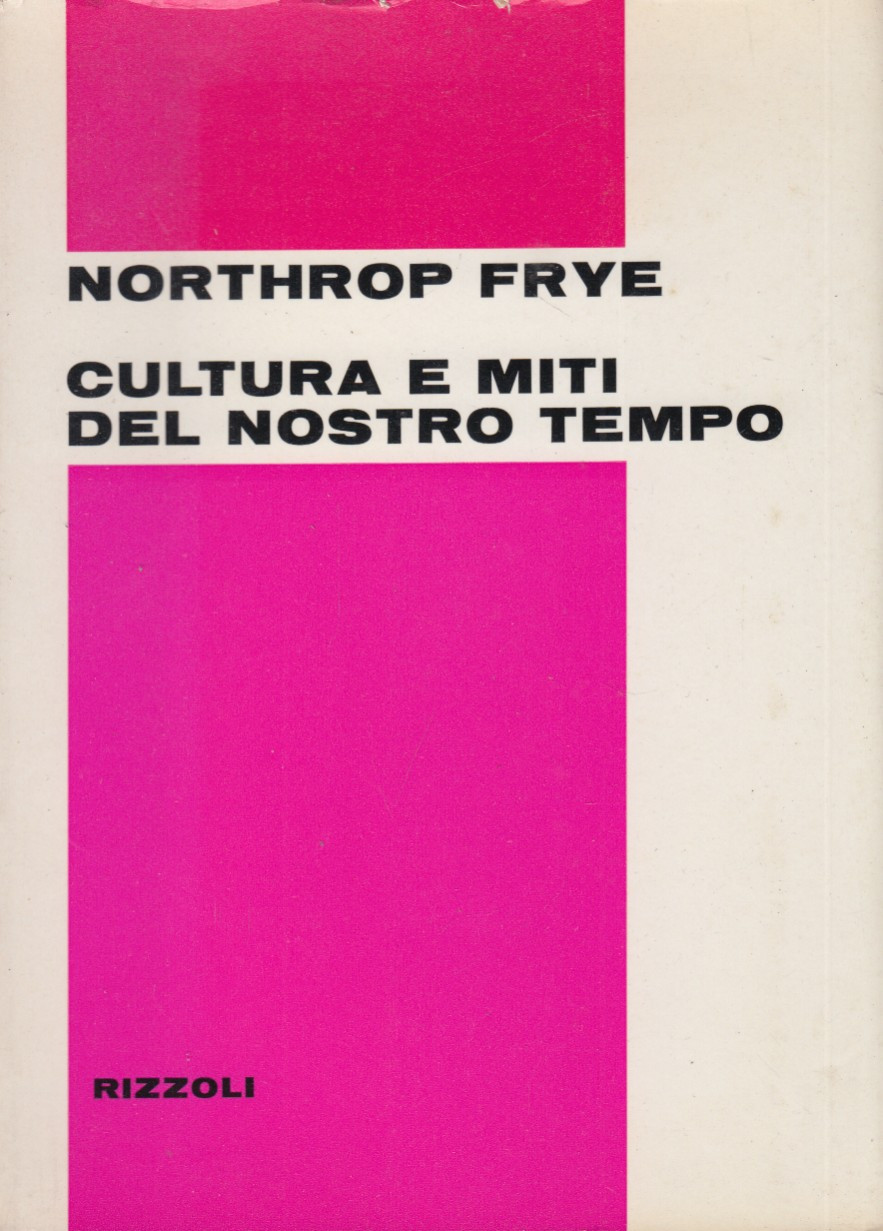 NORTHROP FRYE
CULTURA E MITI
DEL NOSTRO TEMPO
RIZZOLI